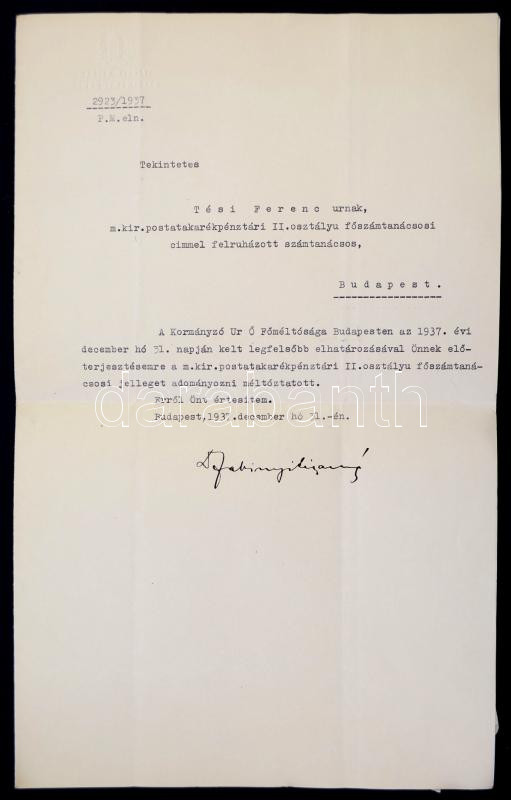 2923/1937
P.M.eln.
Tekintetes
Tési Ferenc urnak,
m.kir.postatakarékpénztári II.osztályu főszámtanácsosi
cimmel felruházott számtanácsos,
Budapest.
A Kormányzó Ur Ő Főméltósága Budapesten az 1937. évi
december hó 31. napján kelt legfelsőbb elhatározásával Önnek elő-
terjesztésemre a m.kir.postatakarékpénztári II.osztályu főszámtaná-
csosi jelleget adományozni méltóztatott.
Erről Önt értesitem.
Budapest,1937.december hó 31.-én.
darabanth